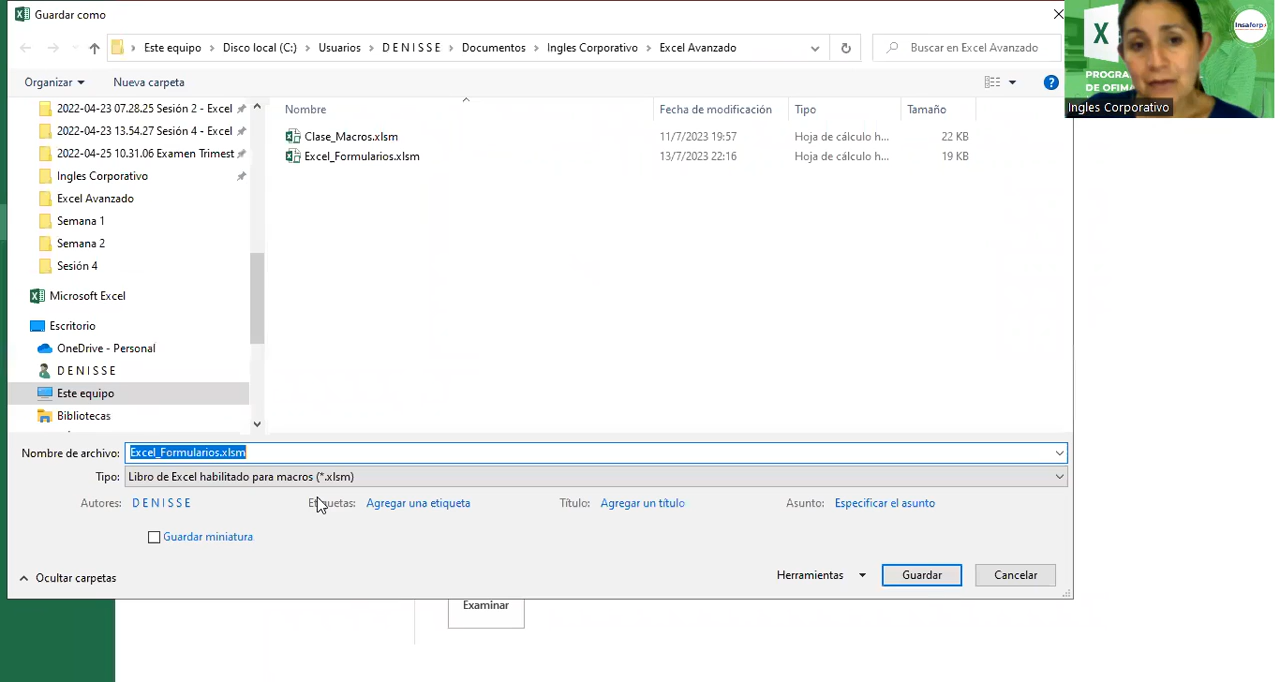 Guardar como
Este equipo > Disco local (C:) > Usuarios > D E N I S S E > Documentos > Ingles Corporativo > Excel Avanzado
Buscar en Excel Avanzado
Organizar
Nueva carpeta
2022-04-23 07.28.25 Sesión 2 - Excel
2022-04-23 13.54.27 Sesión 4 - Excel
2022-04-25 10.31.06 Examen Trimest
Ingles Corporativo
Excel Avanzado
Semana 1
Semana 2
Sesión 4
Microsoft Excel
Escritorio
OneDrive - Personal
D E N I S S E
Este equipo
Bibliotecas
Nombre Fecha de modificación Tipo Tamaño
Clase_Macros.xlsm 11/7/2023 19:57 Hoja de cálculo h... 22 KB
Excel_Formularios.xlsm 13/7/2023 22:16 Hoja de cálculo h... 19 KB
Nombre de archivo: Excel_Formularios.xlsm
Tipo: Libro de Excel habilitado para macros (*.xlsm)
Autores: D E N I S S E Etiquetas: Agregar una etiqueta Título: Agregar un título Asunto: Especificar el asunto
Guardar miniatura
Ocultar carpetas
Herramientas
Guardar
Cancelar
Examinar
X
Insaforp
PROGRA
DE OFIMA
Ingles Corporativo